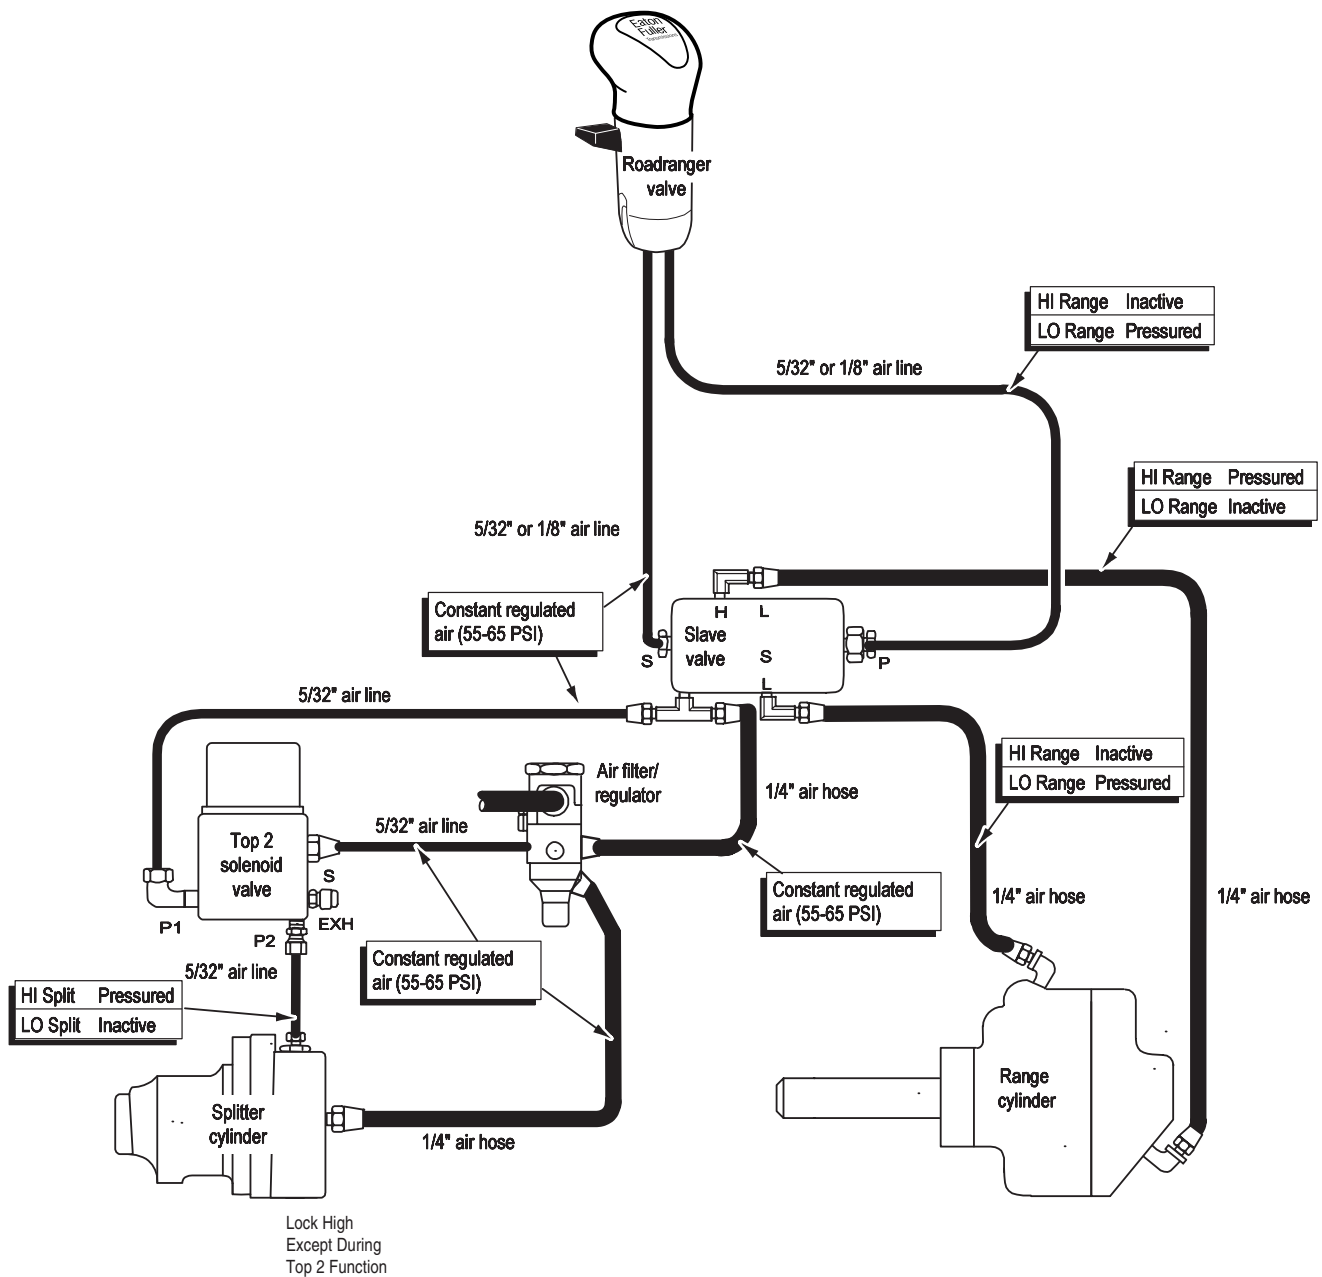 Eaton
Fuller
Roadranger
valve
HI Range Inactive
LO Range Pressured
5/32" or 1/8" air line
HI Range Pressured
LO Range Inactive
5/32" or 1/8" air line
Constant regulated
air (55-65 PSI)
H L
Slave
valve
S
S
P
L
5/32" air line
HI Range Inactive
LO Range Pressured
Air filter/
regulator
1/4" air hose
5/32" air line
Top 2
solenoid
valve
S
EXH
P1
P2
Constant regulated
air (55-65 PSI)
1/4" air hose
1/4" air hose
Constant regulated
air (55-65 PSI)
5/32" air line
HI Split Pressured
LO Split Inactive
Range
cylinder
Splitter
cylinder
1/4" air hose
Lock High
Except During
Top 2 Function